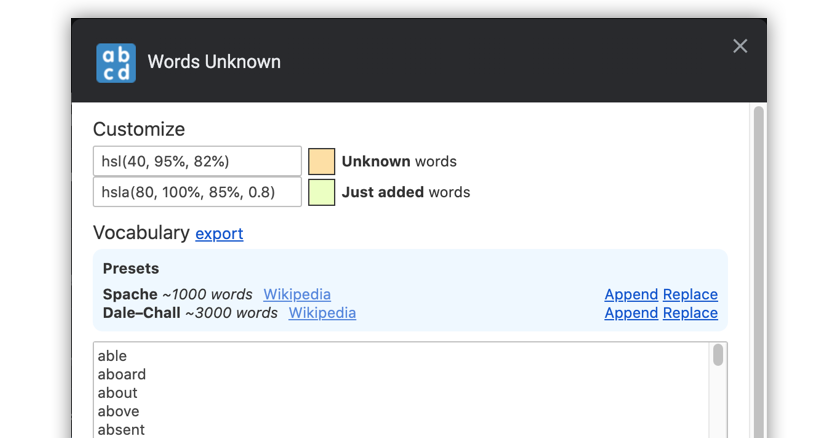 ab
cd
Words Unknown
Customize
hsl(40, 95%, 82%)
Unknown words
hsla(80, 100%, 85%, 0.8)
Just added words
Vocabulary export
Presets
Spache ~1000 words Wikipedia Append Replace
Dale–Chall ~3000 words Wikipedia Append Replace
able
aboard
about
above
absent